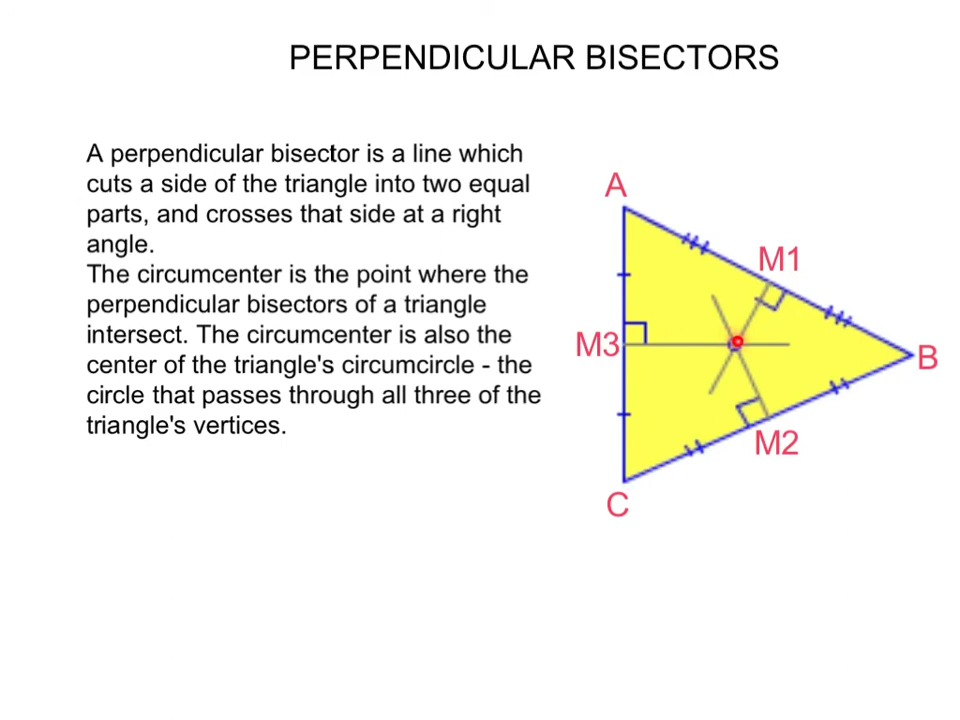 PERPENDICULAR BISECTORS
A perpendicular bisector is a line which
cuts a side of the triangle into two equal
parts, and crosses that side at a right
angle.
The circumcenter is the point where the
perpendicular bisectors of a triangle
intersect. The circumcenter is also the
center of the triangle's circumcircle - the
circle that passes through all three of the
triangle's vertices.
A
M1
M3
B
M2
C